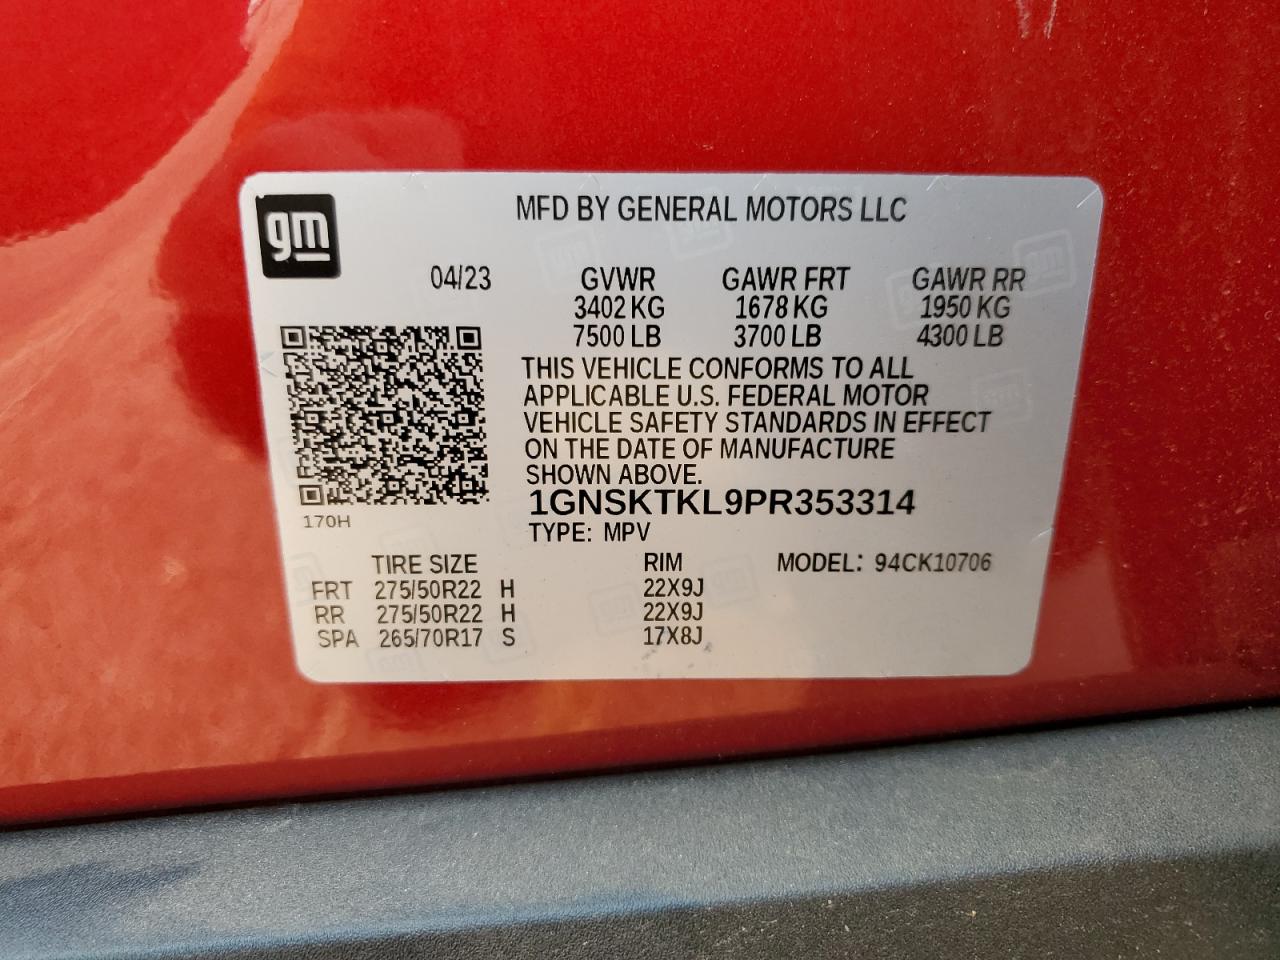 gm
MFD BY GENERAL MOTORS LLC
04/23 GVWR GAWR FRT GAWR RR
3402 KG 1678 KG 1950 KG
7500 LB 3700 LB 4300 LB
THIS VEHICLE CONFORMS TO ALL
APPLICABLE U.S. FEDERAL MOTOR
VEHICLE SAFETY STANDARDS IN EFFECT
ON THE DATE OF MANUFACTURE
SHOWN ABOVE.
1GNSKTKL9PR353314
170H
TYPE: MPV
TIRE SIZE RIM MODEL: 94CK10706
FRT 275/50R22 H 22X9J
RR 275/50R22 H 22X9J
SPA 265/70R17 S 17X8J